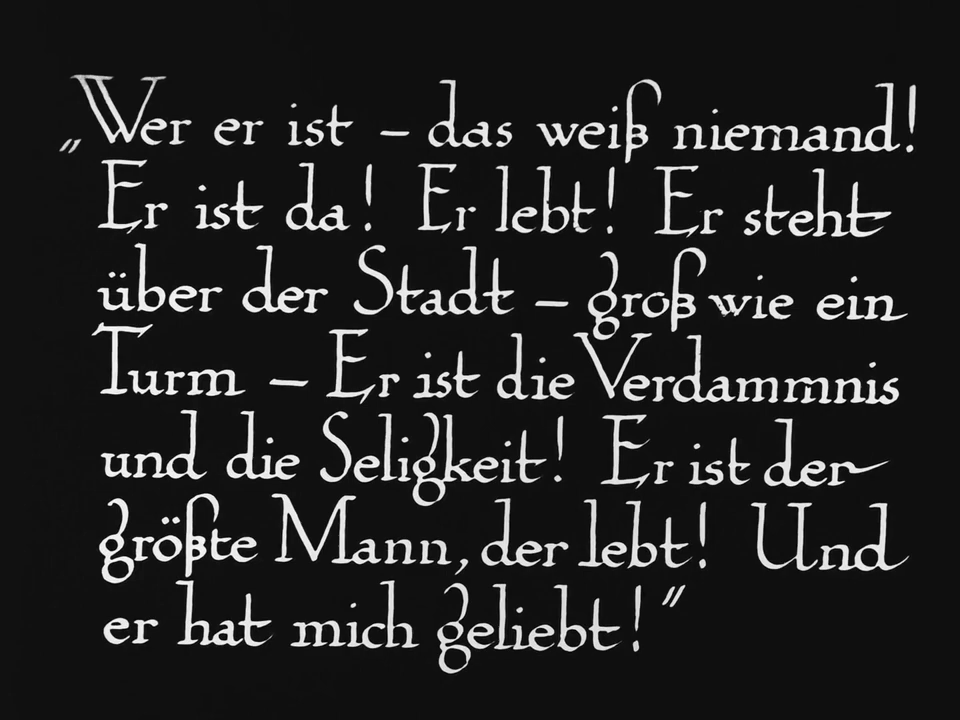 „Wer er ist – das weiß niemand!
Er ist da! Er lebt! Er steht
über der Stadt – groß wie ein
Turm – Er ist die Verdammnis
und die Seligkeit! Er ist der
größte Mann, der lebt! Und
er hat mich geliebt!"